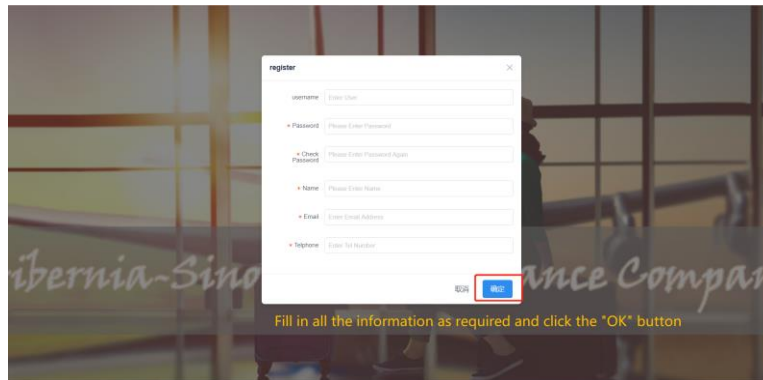 register
username Enter User
* Password Please Enter Password
* Check Password Please Enter Password Again
* Name Please Enter Name
* Email Enter Email Address
* Telphone Enter Tel Number
取消 确定
ibernia-Sino ance Compan
Fill in all the information as required and click the "OK" button